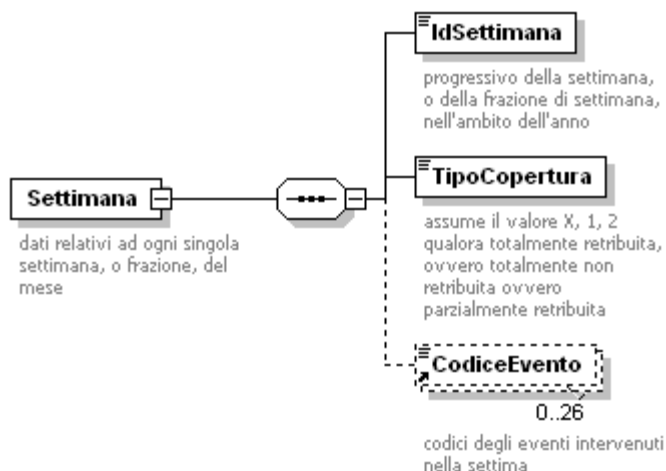 IdSettimana
progressivo della settimana,
o della frazione di settimana,
nell'ambito dell'anno
Settimana
dati relativi ad ogni singola
settimana, o frazione, del
mese
TipoCopertura
assume il valore X, 1, 2
qualora totalmente retribuita,
ovvero totalmente non
retribuita ovvero
parzialmente retribuita
CodiceEvento
0..26
codici degli eventi intervenuti
nella settima